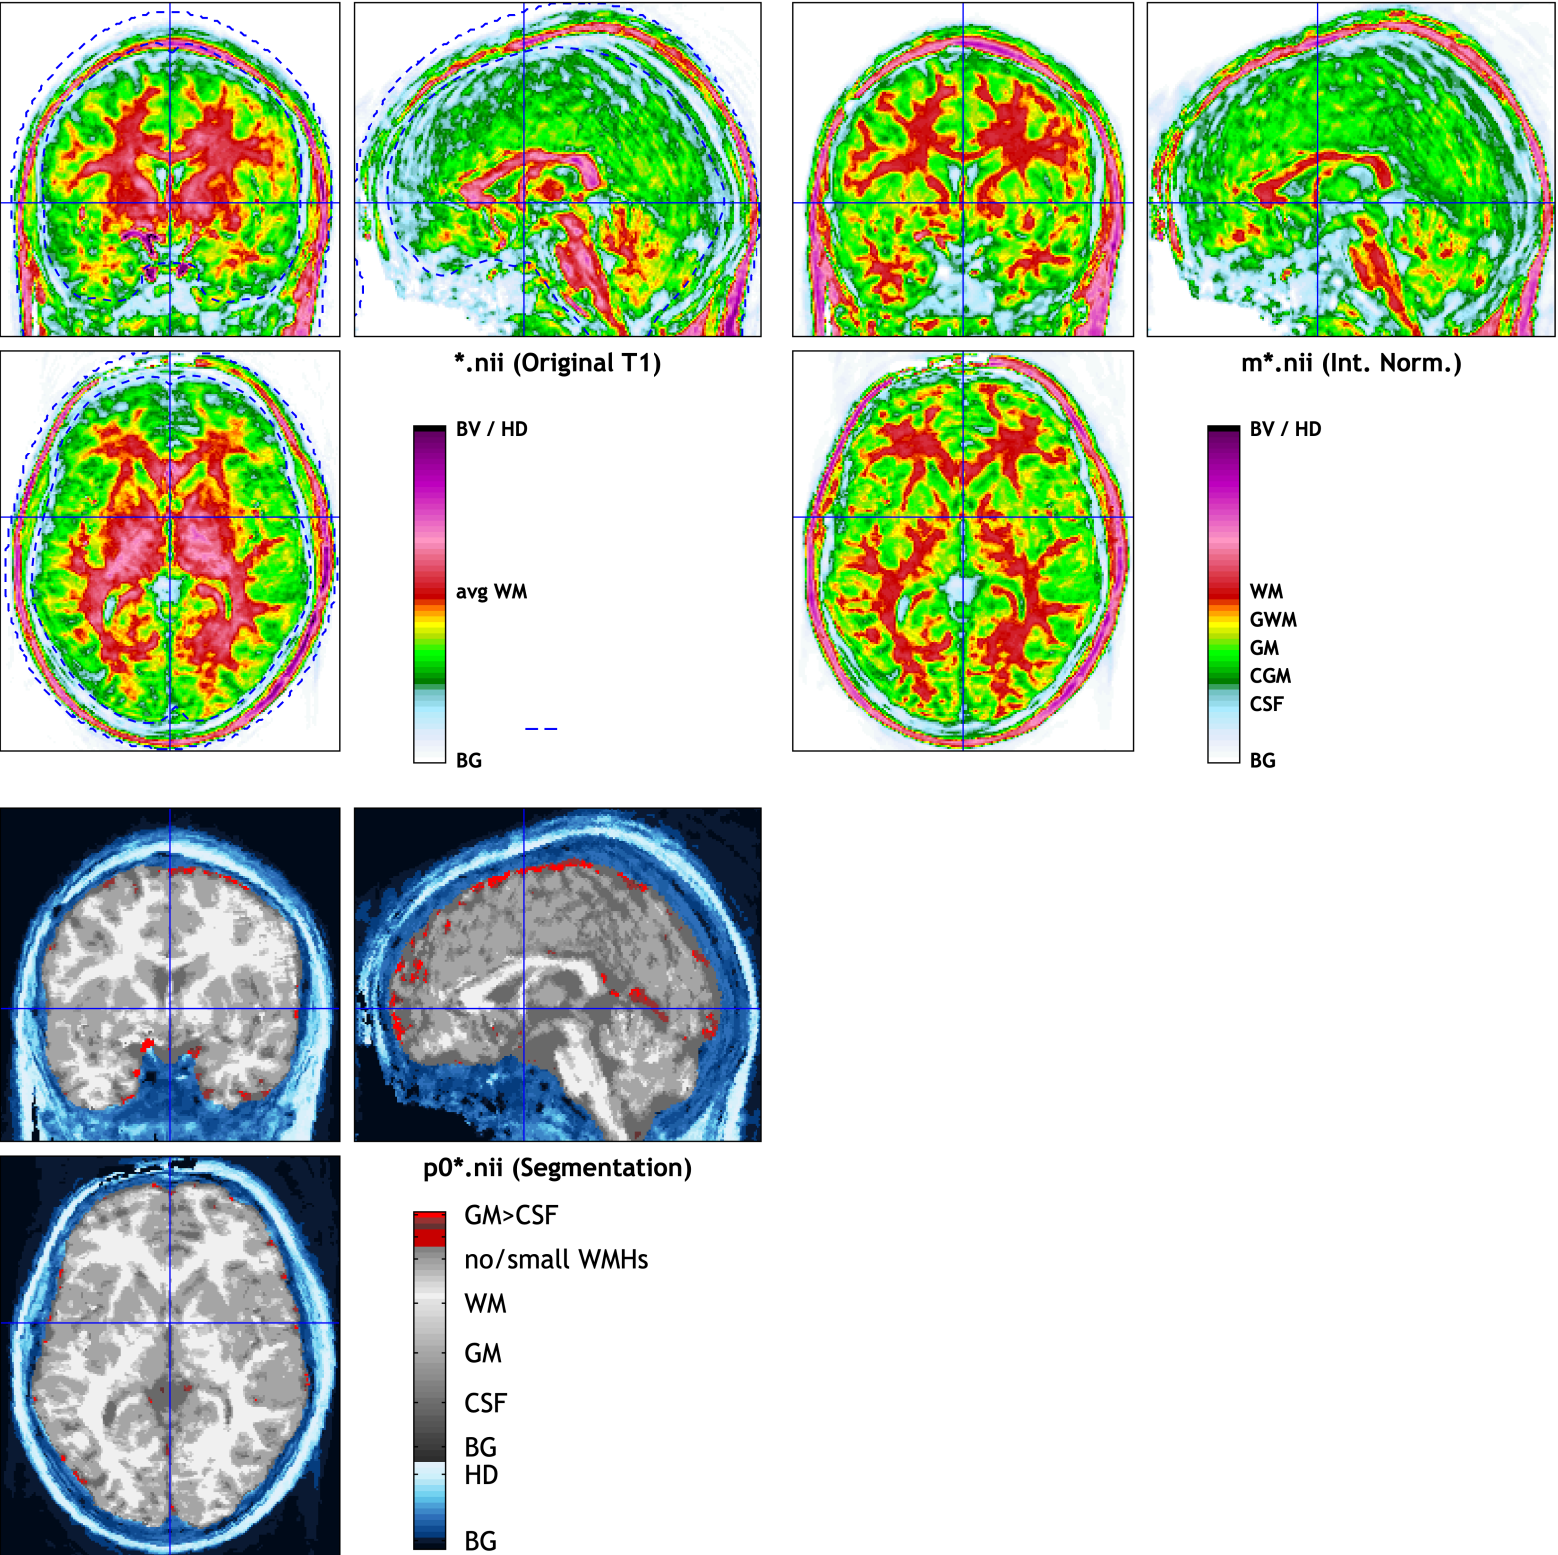 *.nii (Original T1)
BV / HD
avg WM
BG
m*.nii (Int. Norm.)
BV / HD
WM
GWM
GM
CGM
CSF
BG
p0*.nii (Segmentation)
GM>CSF
no/small WMHs
WM
GM
CSF
BG
HD
BG